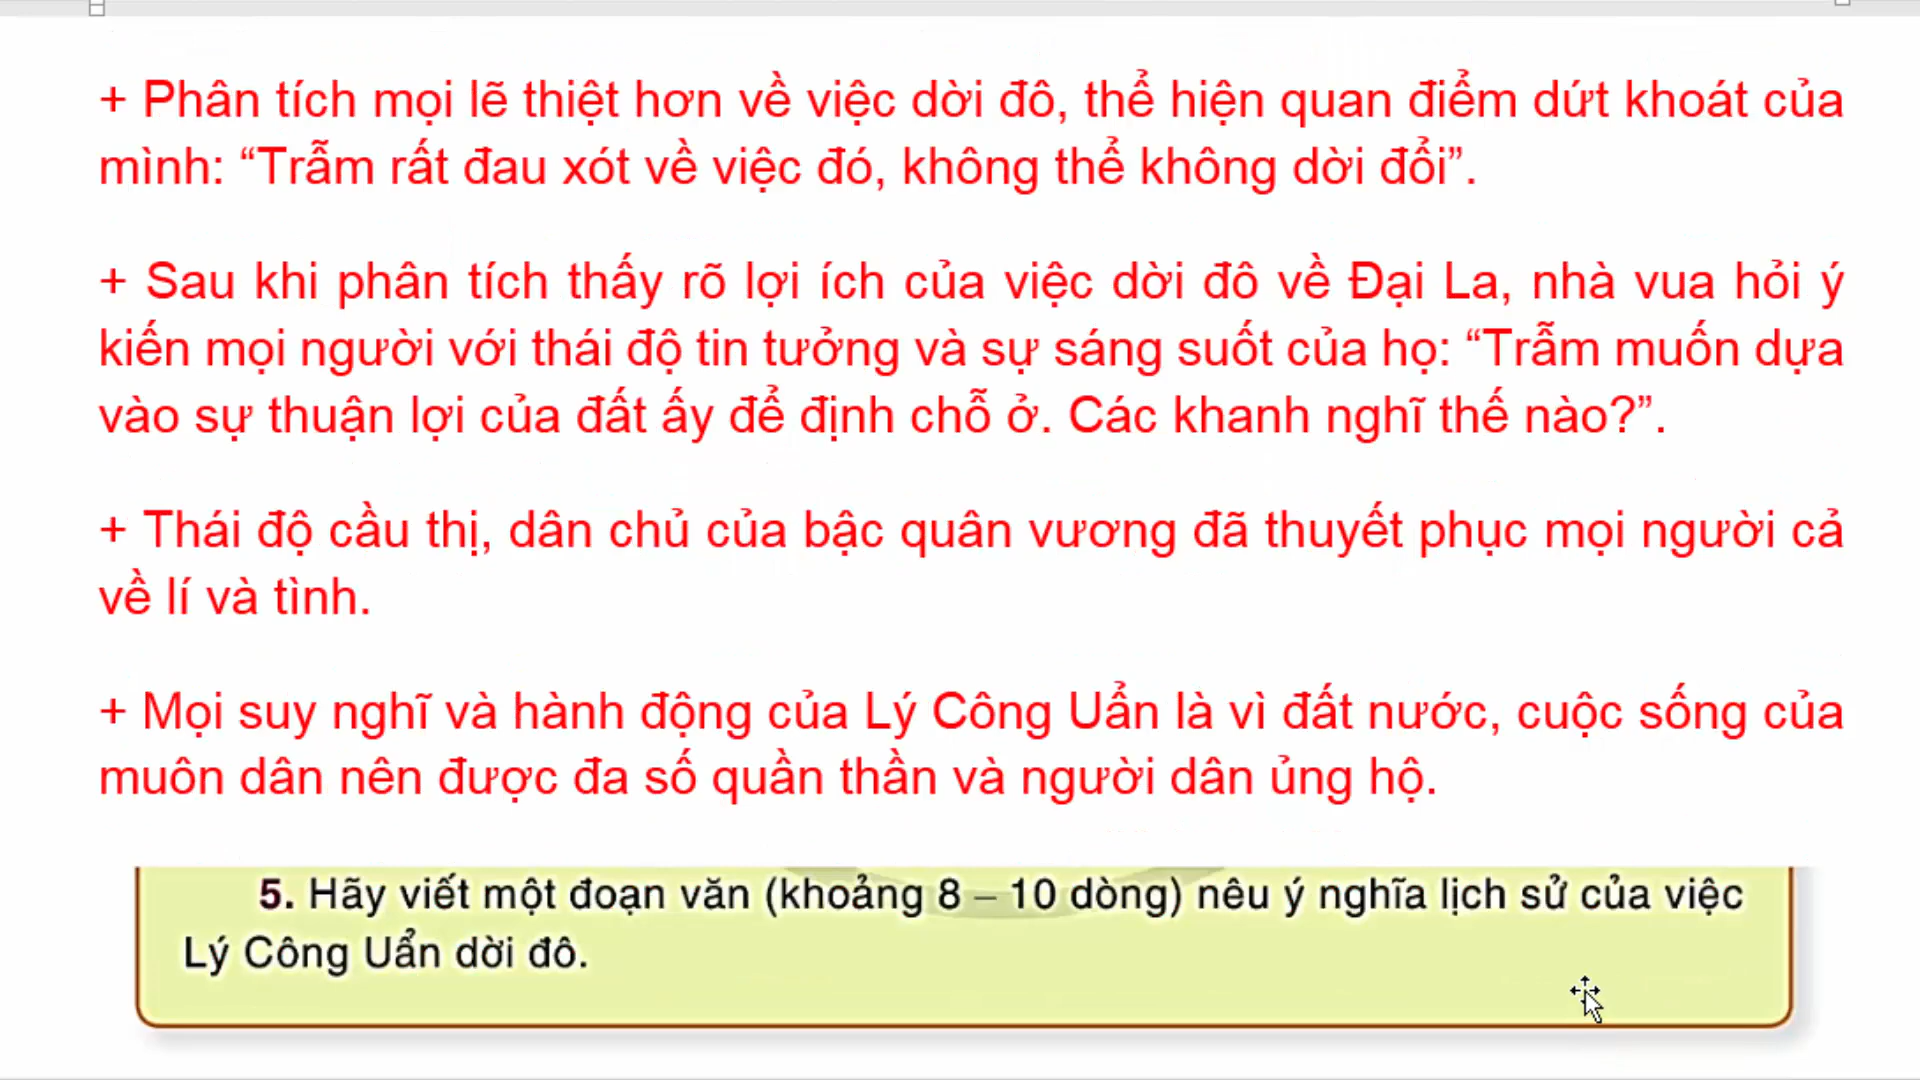 + Phân tích mọi lẽ thiệt hơn về việc dời đô, thể hiện quan điểm dứt khoát của
mình: “Trẫm rất đau xót về việc đó, không thể không dời đổi”.
+ Sau khi phân tích thấy rõ lợi ích của việc dời đô về Đại La, nhà vua hỏi ý
kiến mọi người với thái độ tin tưởng và sự sáng suốt của họ: “Trẫm muốn dựa
vào sự thuận lợi của đất ấy để định chỗ ở. Các khanh nghĩ thế nào?”.
+ Thái độ cầu thị, dân chủ của bậc quân vương đã thuyết phục mọi người cả
về lí và tình.
+ Mọi suy nghĩ và hành động của Lý Công Uẩn là vì đất nước, cuộc sống của
muôn dân nên được đa số quần thần và người dân ủng hộ.
5. Hãy viết một đoạn văn (khoảng 8 – 10 dòng) nêu ý nghĩa lịch sử của việc
Lý Công Uẩn dời đô.